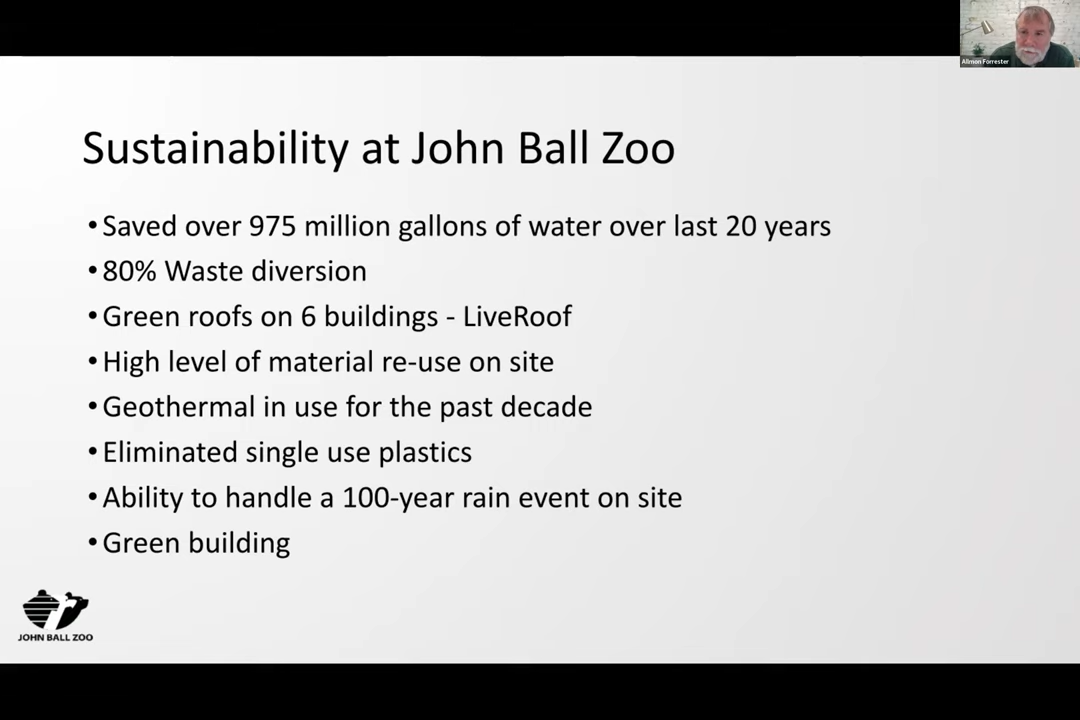 Allmon Forrester
Sustainability at John Ball Zoo
•Saved over 975 million gallons of water over last 20 years
•80% Waste diversion
•Green roofs on 6 buildings - LiveRoof
•High level of material re-use on site
•Geothermal in use for the past decade
•Eliminated single use plastics
•Ability to handle a 100-year rain event on site
•Green building
JOHN BALL ZOO